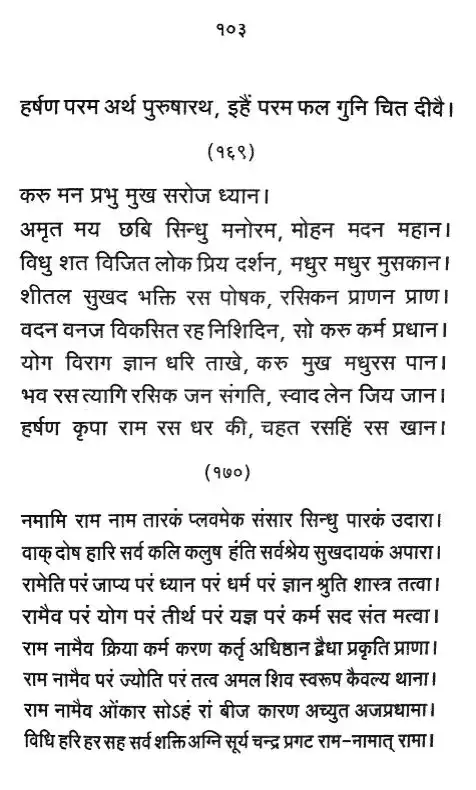 १०३
हर्षण परम अर्थ पुरुषारथ, इहैं परम फल गुनि चित दीवै।
(१६९)
करु मन प्रभु मुख सरोज ध्यान।
अमृत मय छबि सिन्धु मनोरम, मोहन मदन महान।
विधु शत विजित लोक प्रिय दर्शन, मधुर मधुर मुसकान।
शीतल सुखद भक्ति रस पोषक, रसिकन प्राणन प्राण।
वदन वनज विकसित रह निशिदिन, सो करु कर्म प्रधान।
योग विराग ज्ञान धरि ताखे, करु मुख मधुरस पान।
भव रस त्यागि रसिक जन संगति, स्वाद लेन जिय जान।
हर्षण कृपा राम रस धर की, चहत रसहिं रस खान।
(१७०)
नमामि राम नाम तारकं प्लवमेक संसार सिन्धु पारकं उदारा।
वाक् दोष हारि सर्व कलि कलुष हंति सर्वश्रेय सुखदायकं अपारा।
रामेति परं जाप्य परं ध्यान परं धर्म परं ज्ञान श्रुति शास्त्र तत्वा।
रामैव परं योग परं तीर्थ परं यज्ञ परं कर्म सद संत मत्वा।
राम नामैव क्रिया कर्म करण कर्तृ अधिष्ठान द्वैधा प्रकृति प्राणा।
राम नामैव परं ज्योति परं तत्व अमल शिव स्वरूप कैवल्य थाना।
राम नामैव ओंकार सोऽहं रां बीज कारण अच्युत अजप्रधामा।
विधि हरि हर सह सर्व शक्ति अग्नि सूर्य चन्द्र प्रगट राम-नामात् रामा।